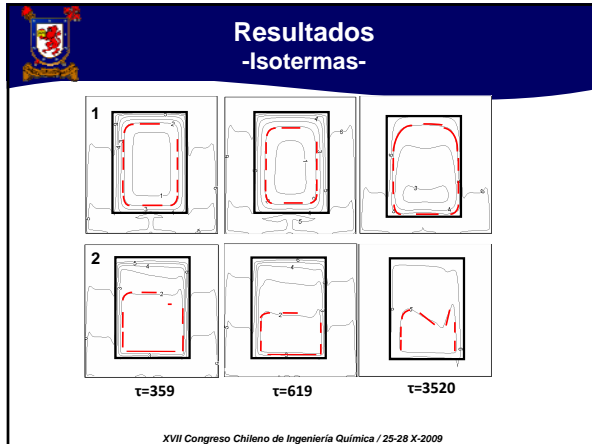 Resultados
-Isotermas-
1
2
τ=359
τ=619
τ=3520
XVII Congreso Chileno de Ingeniería Química / 25-28 X-2009